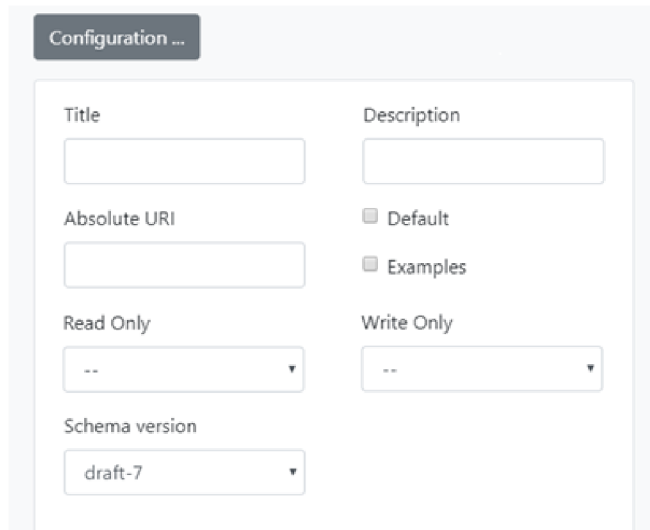 Configuration ...
Title
Description
Absolute URI
Default
Examples
Read Only
Write Only
--
--
Schema version
draft-7